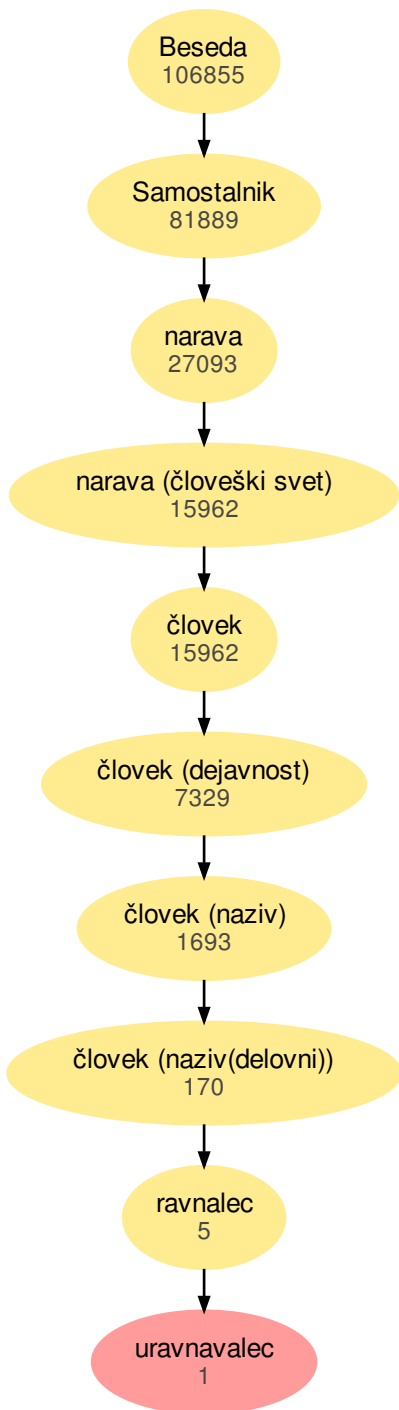 Beseda
106855
Samostalnik
81889
narava
27093
narava (človeški svet)
15962
človek
15962
človek (dejavnost)
7329
človek (naziv)
1693
človek (naziv(delovni))
170
ravnalec
5
uravnavalec
1